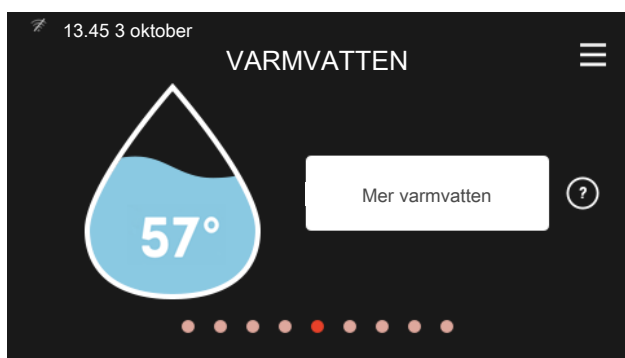 13.45 3 oktober
VARMVATTEN
Mer varmvatten
?
57°